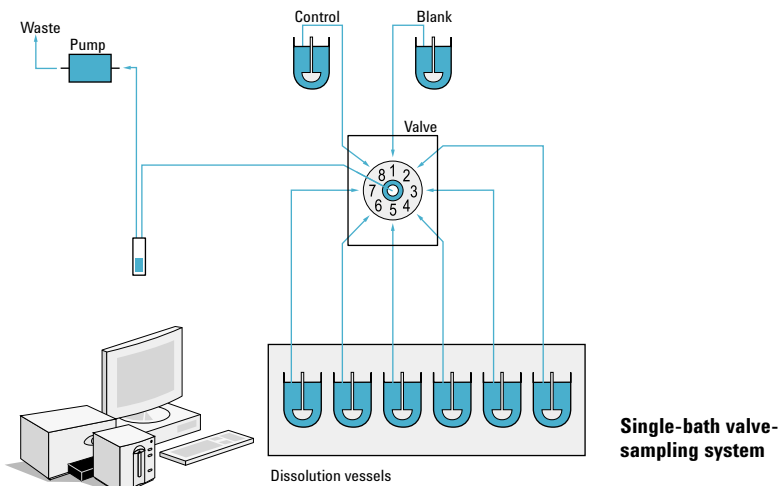 Control
Blank
Waste
Pump
Valve
8 1 2
7 3
6 5 4
Single-bath valve-
sampling system
Dissolution vessels